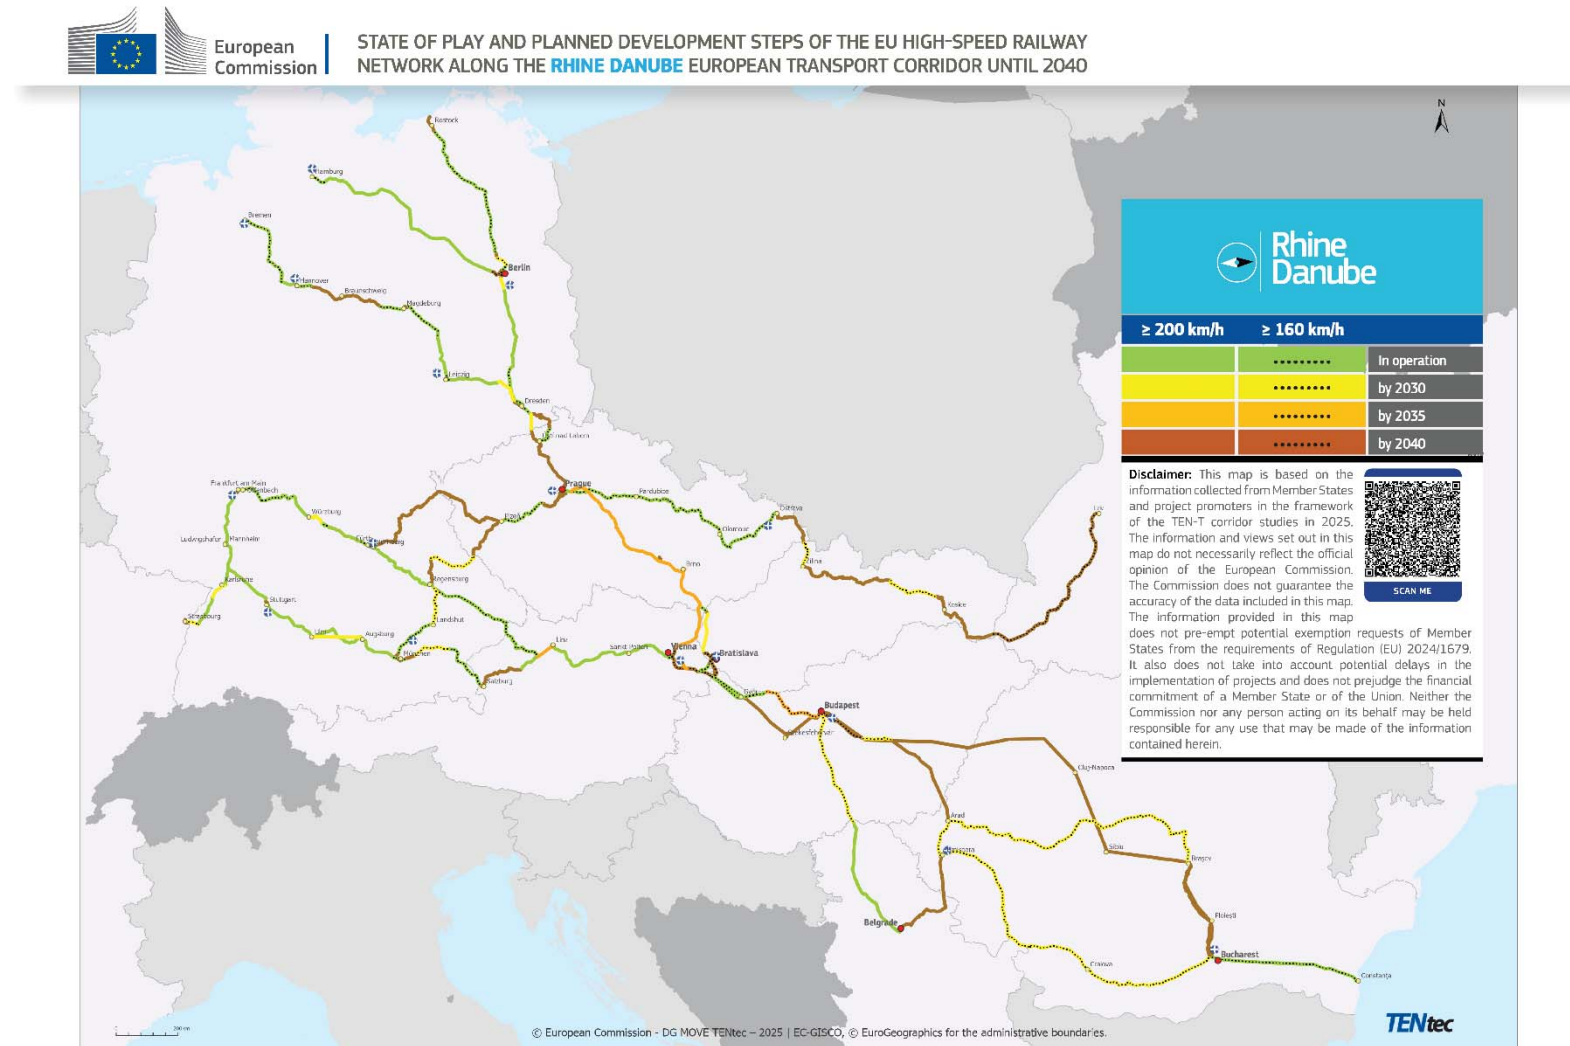 European
Commission
STATE OF PLAY AND PLANNED DEVELOPMENT STEPS OF THE EU HIGH-SPEED RAILWAY
NETWORK ALONG THE RHINE DANUBE EUROPEAN TRANSPORT CORRIDOR UNTIL 2040
N
Rostock
Hamburg
Bremen
Berlin
Hannover
Braunschweig
Magdeburg
Leipzig
Dresden
Prague
Pardubice
Frankfurt am Main
Würzburg
Ostrava
Olomouc
Ludwigshafen
Mannheim
Karlsruhe
Brno
Žilina
Regensburg
Strasbourg
Stuttgart
Košice
Landshut
Ulm
Augsburg
München
Linz
Sankt Pölten
Vienna
Bratislava
Salzburg
Budapest
Székesfehérvár
Cluj-Napoca
Arad
Sibiu
Brașov
Belgrade
Ploiești
Bucharest
Craiova
Constanța
Rhine
Danube
≥ 200 km/h ≥ 160 km/h
In operation
by 2030
by 2035
by 2040
Disclaimer: This map is based on the
information collected from Member States
and project promoters in the framework
of the TEN-T corridor studies in 2025.
The information and views set out in this
map do not necessarily reflect the official
opinion of the European Commission.
The Commission does not guarantee the
accuracy of the data included in this map.
The information provided in this map
does not pre-empt potential exemption requests of Member
States from the requirements of Regulation (EU) 2024/1679.
It also does not take into account potential delays in the
implementation of projects and does not prejudge the financial
commitment of a Member State or of the Union. Neither the
Commission nor any person acting on its behalf may be held
responsible for any use that may be made of the information
contained herein.
SCAN ME
© European Commission - DG MOVE TENtec – 2025 | EC-GISCO, © EuroGeographics for the administrative boundaries.
TENtec